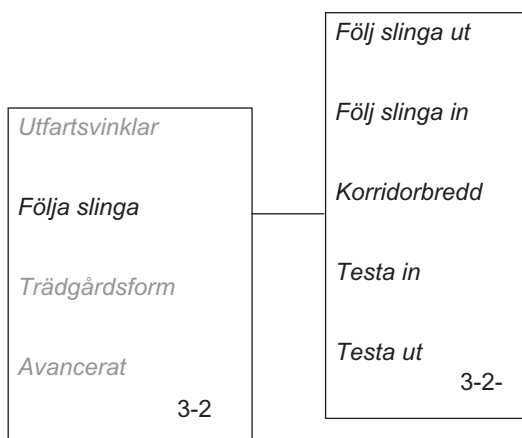 Utfartsvinklar
Följa slinga
Trädgårdsform
Avancerat
3-2
Följ slinga ut
Följ slinga in
Korridorbredd
Testa in
Testa ut
3-2-